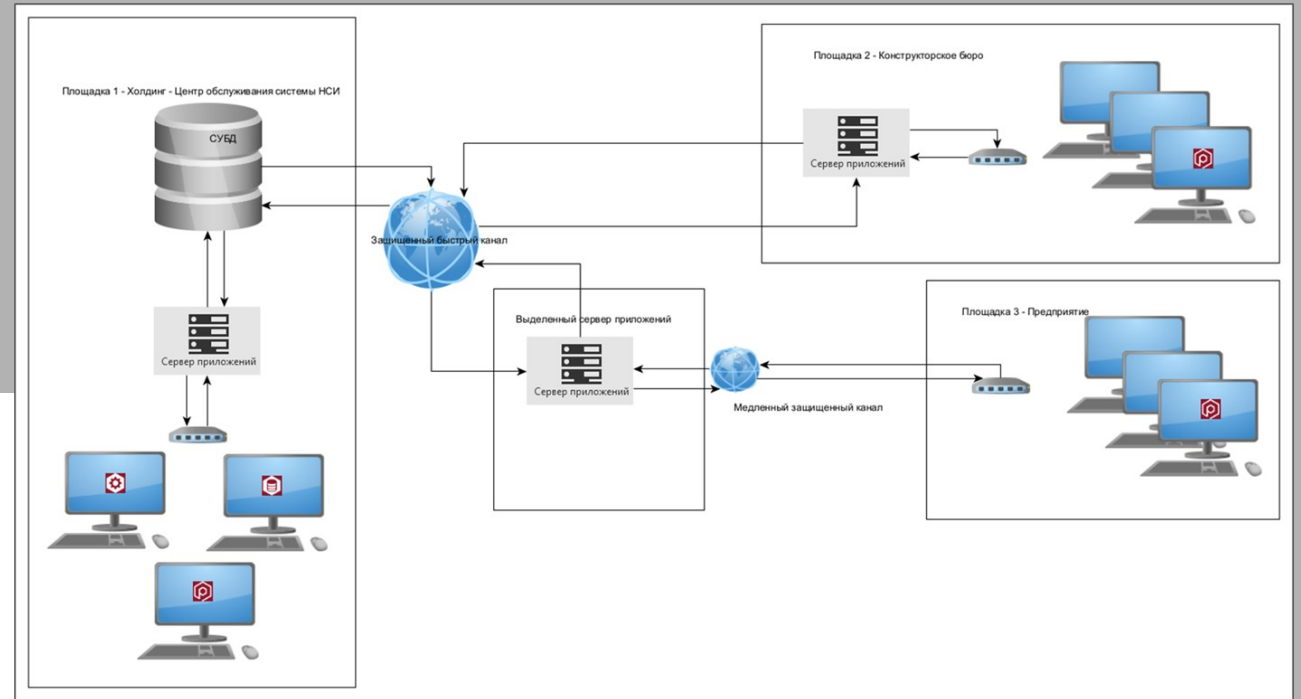 Площадка 1 - Холдинг - Центр обслуживания системы НСИ
СУБД
Сервер приложений
Защищенный быстрый канал
Площадка 2 - Конструкторское бюро
Сервер приложений
Выделенный сервер приложений
Сервер приложений
Медленный защищенный канал
Площадка 3 - Предприятие